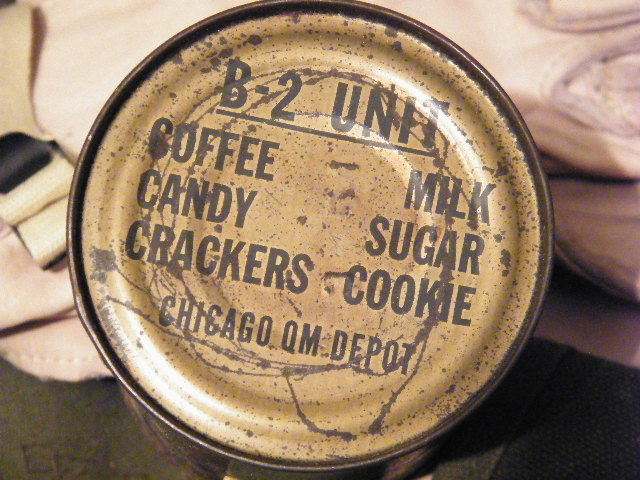 B-2 UNIT
COFFEE MILK
CANDY SUGAR
CRACKERS COOKIE
CHICAGO QM DEPOT